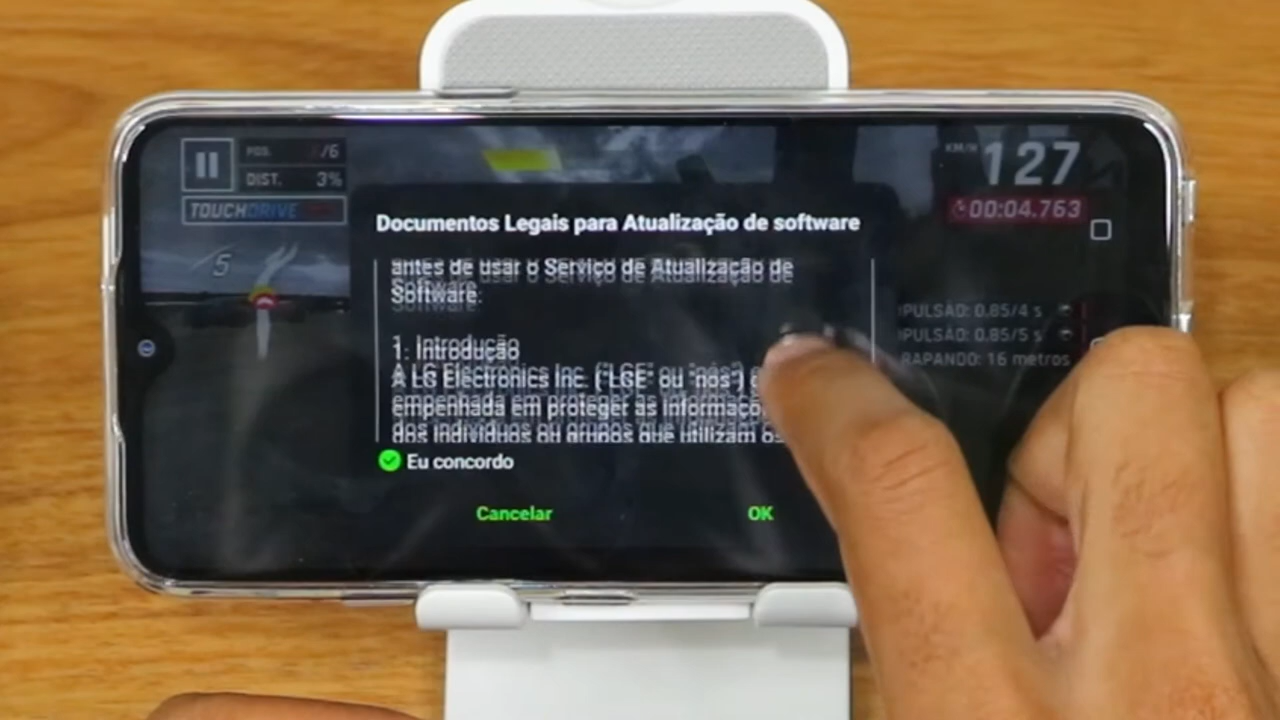 POS. /6
DIST. 3%
TOUCHDRIVE
5
KM/H 127
00:04.763
Documentos Legais para Atualização de software
antes de usar o Serviço de Atualização de
Software:
1. Introdução
A LG Electronics Inc. ("LGE" ou "nós")
empenhada em proteger as
dos indivíduos ou grupos que utilizam os
Eu concordo
Cancelar OK
PULSÃO: 0.85/4 s
PULSÃO: 0.85/5 s
RAPANDO: 16 metros